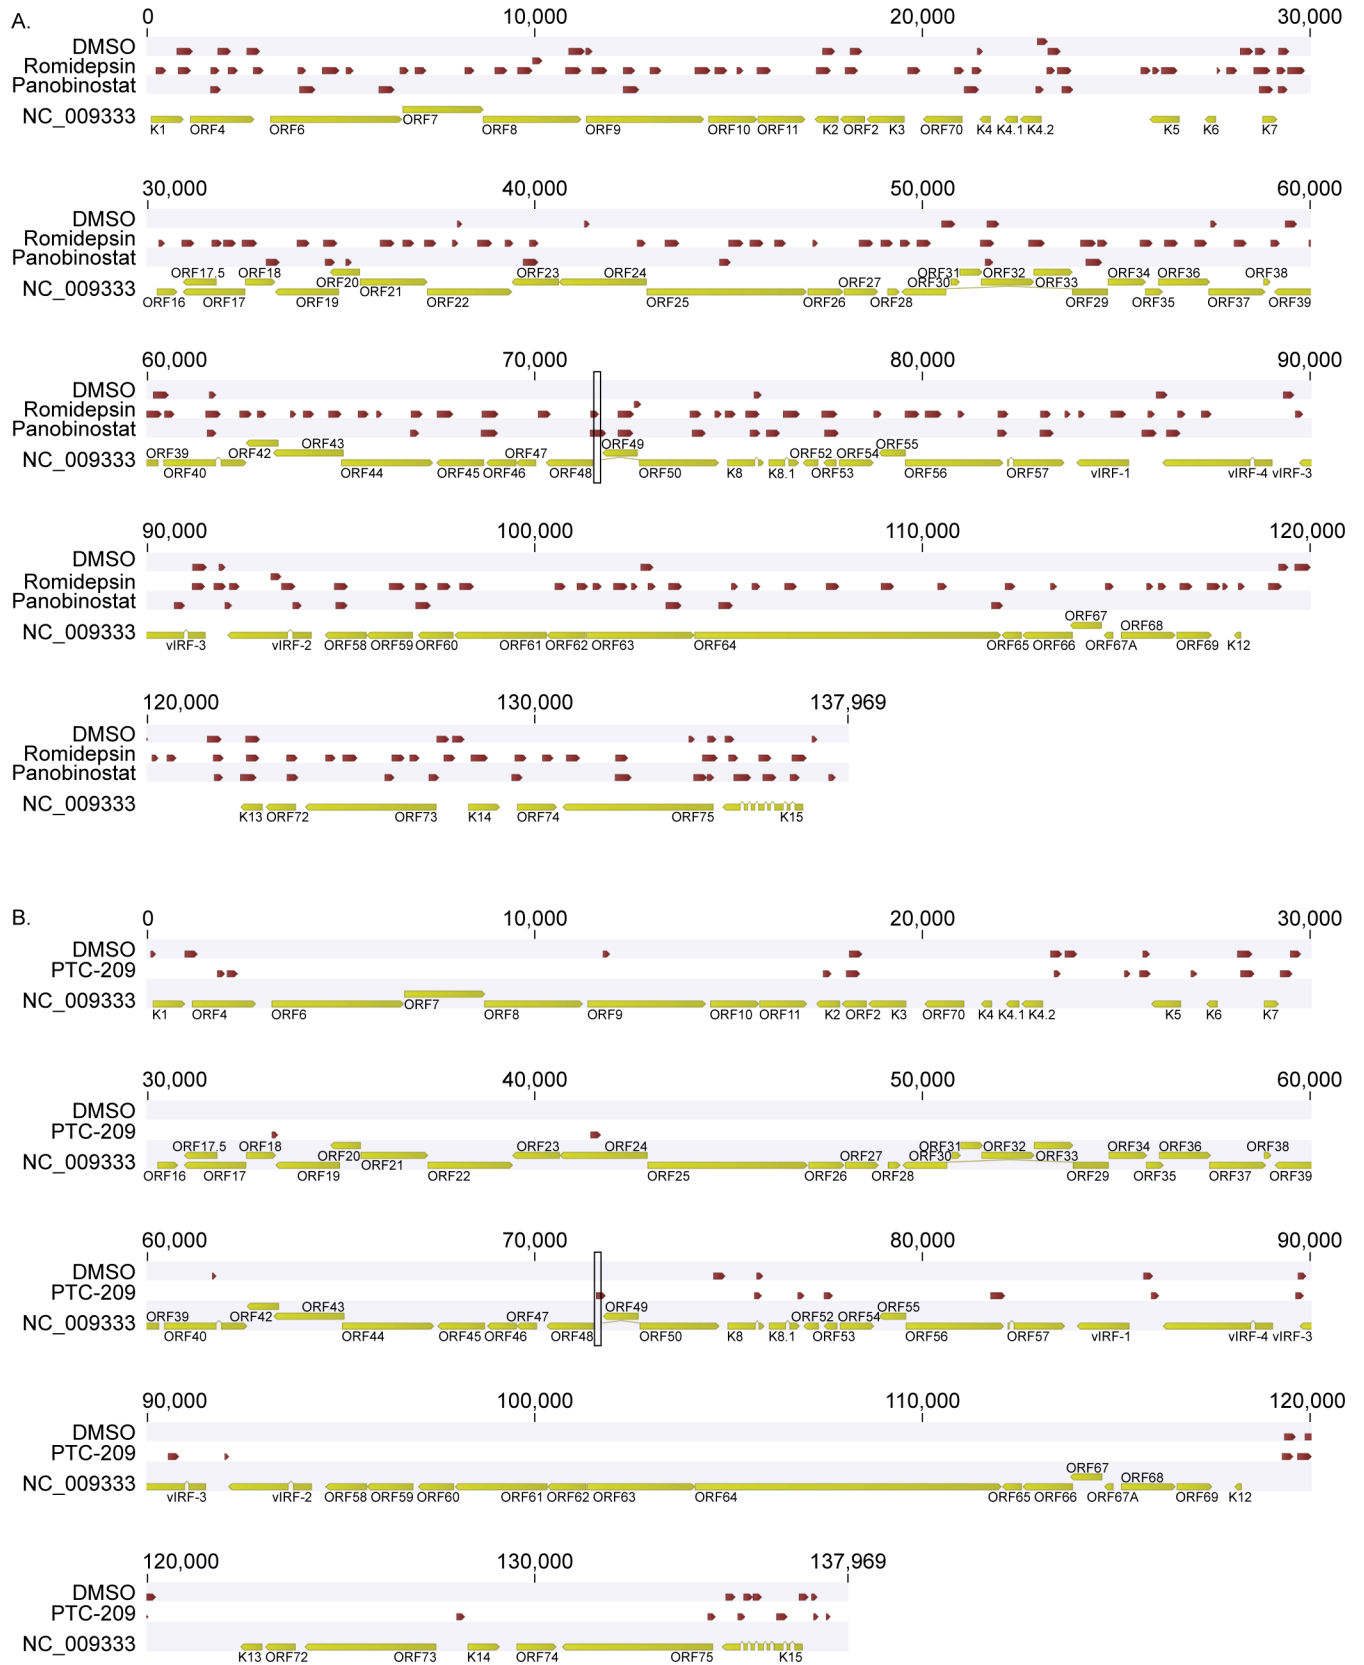 A.
0 10,000 20,000 30,000
DMSO
Romidepsin
Panobinostat
NC_009333
ORF7
K1 ORF4 ORF6 ORF8 ORF9 ORF10 ORF11 K2 ORF2 K3 ORF70 K4 K4.1 K4.2 K5 K6 K7
30,000 40,000 50,000 60,000
DMSO
Romidepsin
Panobinostat
ORF17.5 ORF18 ORF20 ORF23 ORF24 ORF27 ORF31 ORF32 ORF33 ORF34 ORF36 ORF38
NC_009333
ORF16 ORF17 ORF19 ORF21 ORF22 ORF25 ORF26 ORF28 ORF30 ORF29 ORF35 ORF37 ORF39
60,000 70,000 80,000 90,000
DMSO
Romidepsin
Panobinostat
ORF39 ORF42 ORF43 ORF47 ORF49 ORF52 ORF54 ORF55
NC_009333
ORF40 ORF44 ORF45 ORF46 ORF48 ORF50 K8 K8.1 ORF53 ORF56 ORF57 vIRF-1 vIRF-4 vIRF-3
90,000 100,000 110,000 120,000
DMSO
Romidepsin
Panobinostat
NC_009333
ORF67
vIRF-3 vIRF-2 ORF58 ORF59 ORF60 ORF61 ORF62 ORF63 ORF64 ORF65 ORF66 ORF67A ORF68 ORF69 K12
120,000 130,000 137,969
DMSO
Romidepsin
Panobinostat
NC_009333
K13 ORF72 ORF73 K14 ORF74 ORF75 K15
B.
0 10,000 20,000 30,000
DMSO
PTC-209
NC_009333
ORF7
K1 ORF4 ORF6 ORF8 ORF9 ORF10 ORF11 K2 ORF2 K3 ORF70 K4 K4.1 K4.2 K5 K6 K7
30,000 40,000 50,000 60,000
DMSO
PTC-209
ORF17.5 ORF18 ORF20 ORF23 ORF24 ORF27 ORF31 ORF32 ORF33 ORF34 ORF36 ORF38
NC_009333
ORF16 ORF17 ORF19 ORF21 ORF22 ORF25 ORF26 ORF28 ORF30 ORF29 ORF35 ORF37 ORF39
60,000 70,000 80,000 90,000
DMSO
PTC-209
ORF39 ORF42 ORF43 ORF47 ORF49 ORF52 ORF54 ORF55
NC_009333
ORF40 ORF44 ORF45 ORF46 ORF48 ORF50 K8 K8.1 ORF53 ORF56 ORF57 vIRF-1 vIRF-4 vIRF-3
90,000 100,000 110,000 120,000
DMSO
PTC-209
NC_009333
ORF67
vIRF-3 vIRF-2 ORF58 ORF59 ORF60 ORF61 ORF62 ORF63 ORF64 ORF65 ORF66 ORF67A ORF68 ORF69 K12
120,000 130,000 137,969
DMSO
PTC-209
NC_009333
K13 ORF72 ORF73 K14 ORF74 ORF75 K15